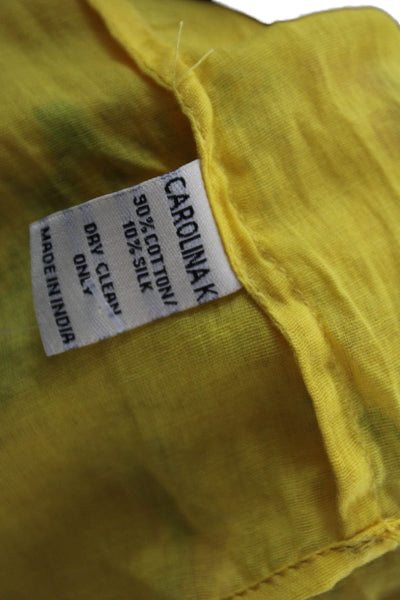 CAROLINA K.
90% COTTON/
10% SILK
DRY CLEAN
ONLY
MADE IN INDIA